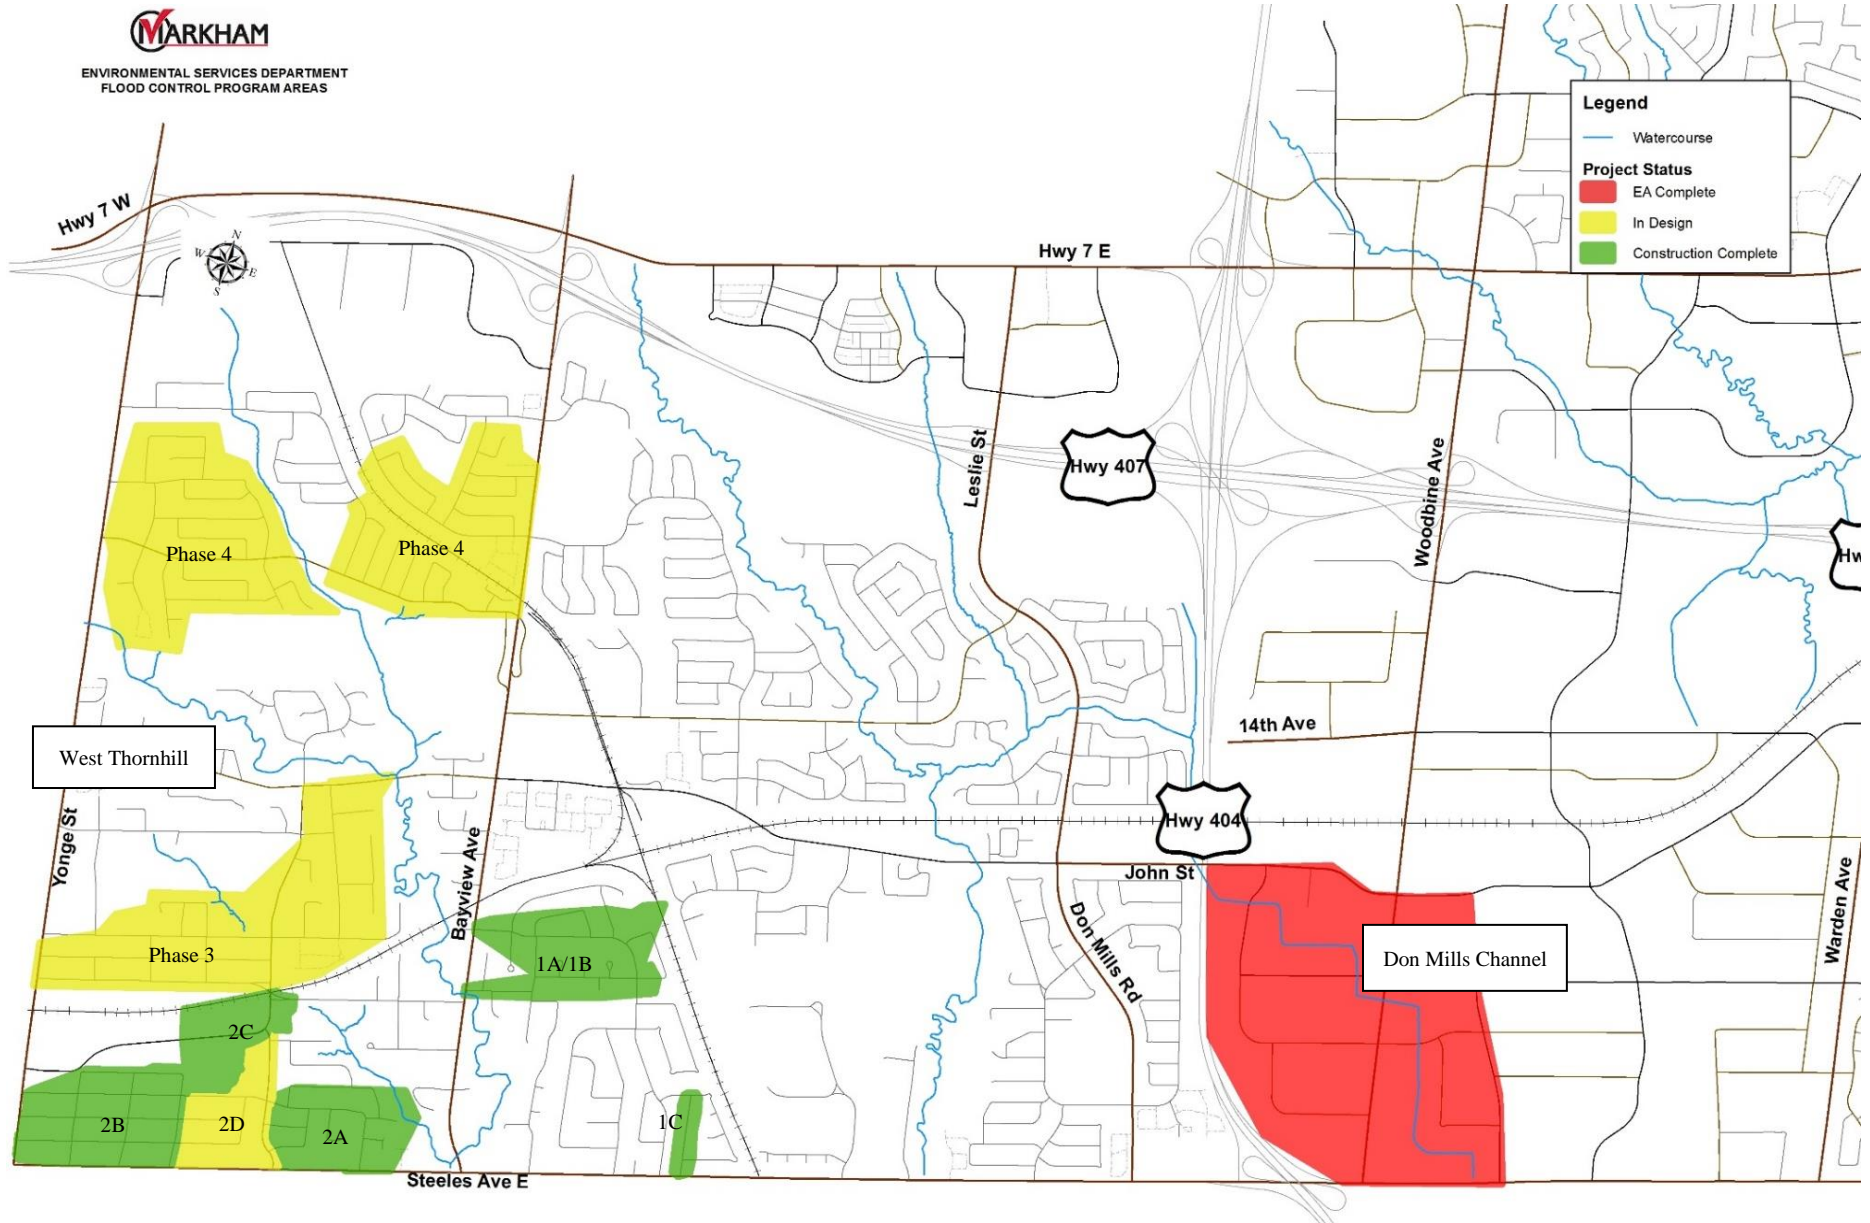 MARKHAM
ENVIRONMENTAL SERVICES DEPARTMENT
FLOOD CONTROL PROGRAM AREAS
Legend
Watercourse
Project Status
EA Complete
In Design
Construction Complete
Hwy 7 W
N
W
E
S
Hwy 7 E
Leslie St
Hwy 407
Woodbine Ave
Hw
Phase 4
Phase 4
14th Ave
West Thornhill
Yonge St
Bayview Ave
Hwy 404
John St
Don Mills Rd
Warden Ave
Phase 3
1A/1B
Don Mills Channel
2C
2B
2D
2A
1C
Steeles Ave E